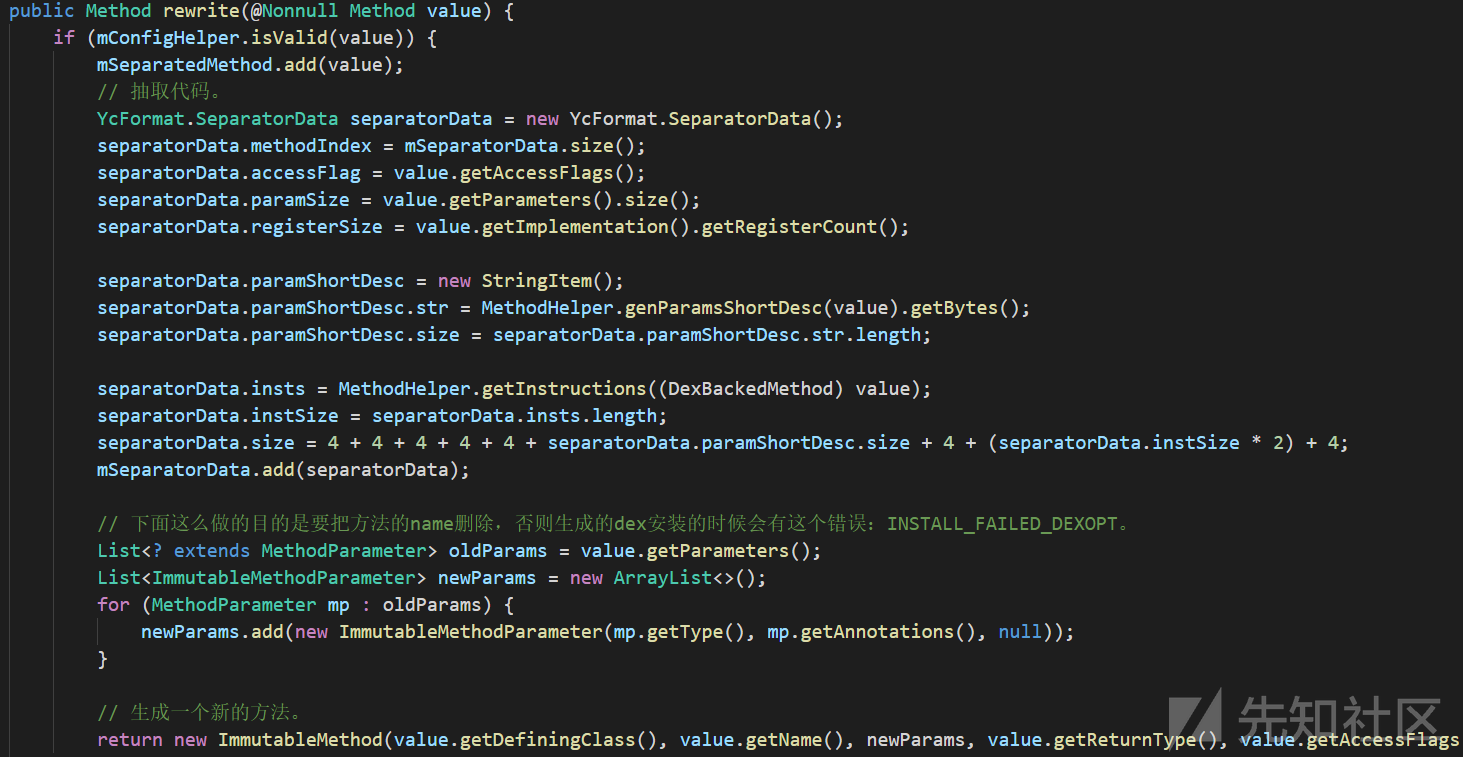 public Method rewrite(@Nonnull Method value) {
if (mConfigHelper.isValid(value)) {
mSeparatedMethod.add(value);
// 抽取代码。
YcFormat.SeparatorData separatorData = new YcFormat.SeparatorData();
separatorData.methodIndex = mSeparatorData.size();
separatorData.accessFlag = value.getAccessFlags();
separatorData.paramSize = value.getParameters().size();
separatorData.registerSize = value.getImplementation().getRegisterCount();
separatorData.paramShortDesc = new StringItem();
separatorData.paramShortDesc.str = MethodHelper.genParamsShortDesc(value).getBytes();
separatorData.paramShortDesc.size = separatorData.paramShortDesc.str.length;
separatorData.insts = MethodHelper.getInstructions((DexBackedMethod) value);
separatorData.instSize = separatorData.insts.length;
separatorData.size = 4 + 4 + 4 + 4 + 4 + separatorData.paramShortDesc.size + 4 + (separatorData.instSize * 2) + 4;
mSeparatorData.add(separatorData);
// 下面这么做的目的是要把方法的name删除，否则生成的dex安装的时候会有这个错误：INSTALL_FAILED_DEXOPT。
List<? extends MethodParameter> oldParams = value.getParameters();
List<ImmutableMethodParameter> newParams = new ArrayList<>();
for (MethodParameter mp : oldParams) {
newParams.add(new ImmutableMethodParameter(mp.getType(), mp.getAnnotations(), null));
}
// 生成一个新的方法。
return new ImmutableMethod(value.getDefiningClass(), value.getName(), newParams, value.getReturnType(), value.getAccessFlags
先知社区